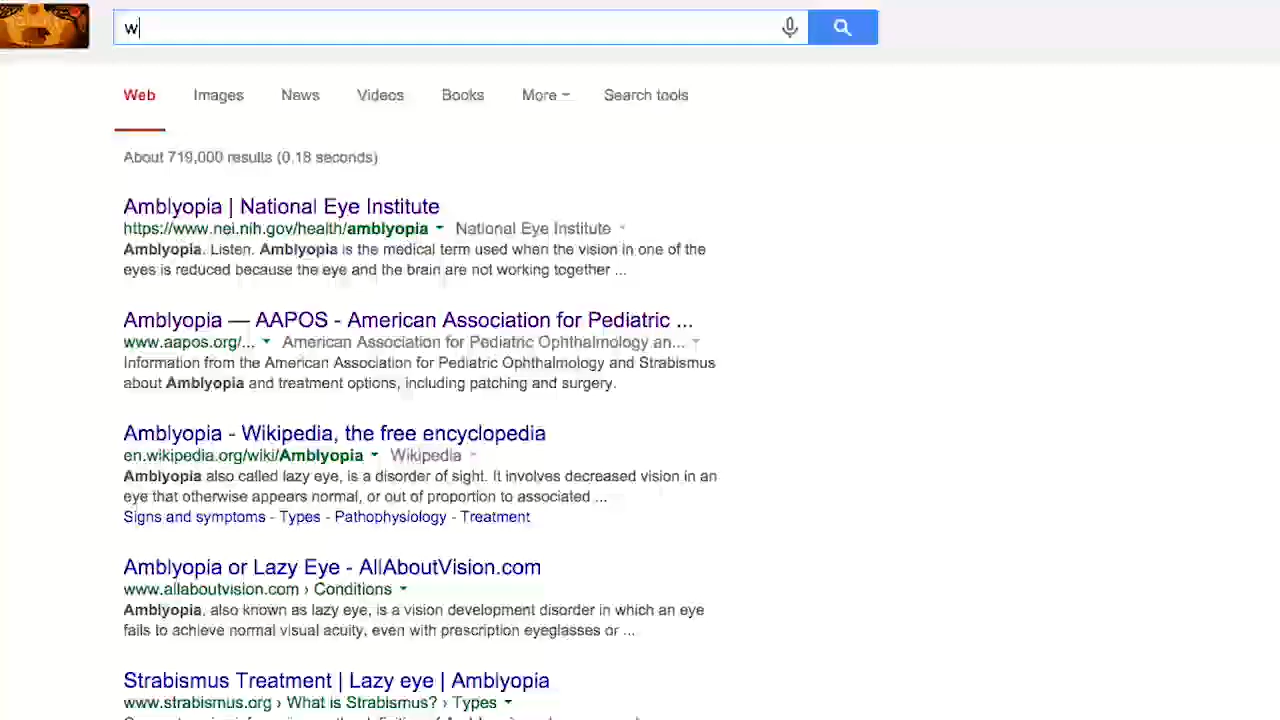 w
Web Images News Videos Books More Search tools
About 719,000 results (0.18 seconds)
Amblyopia | National Eye Institute
https://www.nei.nih.gov/health/amblyopia National Eye Institute
Amblyopia. Listen. Amblyopia is the medical term used when the vision in one of the
eyes is reduced because the eye and the brain are not working together ...
Amblyopia — AAPOS - American Association for Pediatric ...
www.aapos.org/... American Association for Pediatric Ophthalmology an...
Information from the American Association for Pediatric Ophthalmology and Strabismus
about Amblyopia and treatment options, including patching and surgery.
Amblyopia - Wikipedia, the free encyclopedia
en.wikipedia.org/wiki/Amblyopia Wikipedia
Amblyopia also called lazy eye, is a disorder of sight. It involves decreased vision in an
eye that otherwise appears normal, or out of proportion to associated ...
Signs and symptoms - Types - Pathophysiology - Treatment
Amblyopia or Lazy Eye - AllAboutVision.com
www.allaboutvision.com › Conditions
Amblyopia, also known as lazy eye, is a vision development disorder in which an eye
fails to achieve normal visual acuity, even with prescription eyeglasses or ...
Strabismus Treatment | Lazy eye | Amblyopia
www.strabismus.org › What is Strabismus? › Types